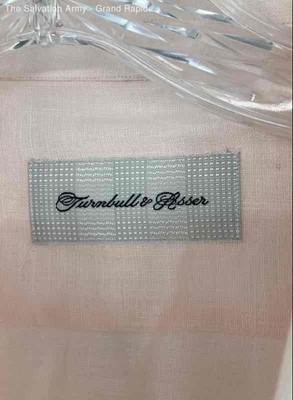 The Salvation Army - Grand Rapids
Turnbull & Asser